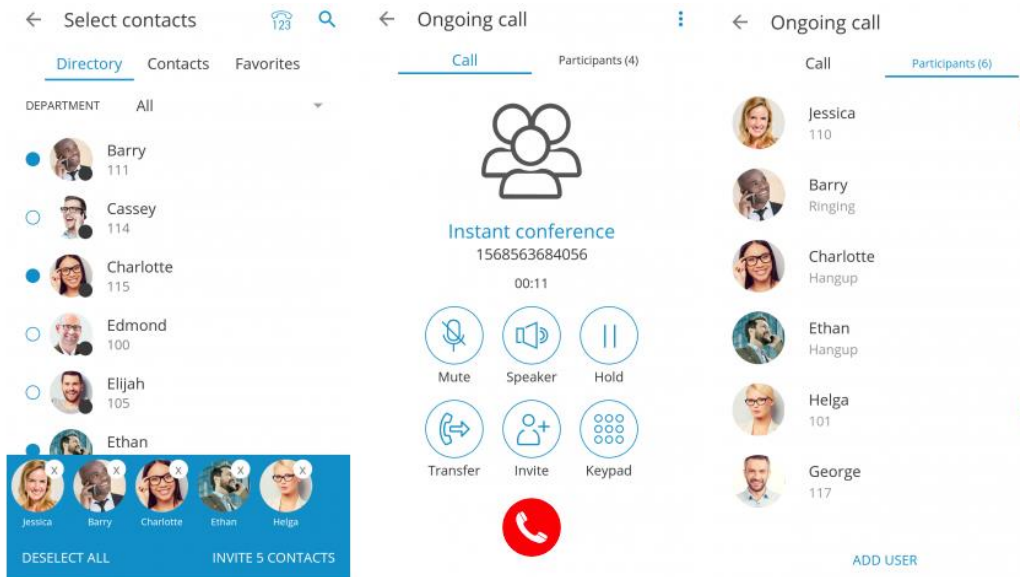 Select contacts
123
Directory Contacts Favorites
DEPARTMENT All
Barry
111
Cassey
114
Charlotte
115
Edmond
100
Elijah
105
Ethan
X X X X X
Jessica Barry Charlotte Ethan Helga
DESELECT ALL INVITE 5 CONTACTS
Ongoing call
Call Participants (4)
Instant conference
1568563684056
00:11
Mute Speaker Hold
Transfer Invite Keypad
Ongoing call
Call Participants (6)
Jessica
110
Barry
Ringing
Charlotte
Hangup
Ethan
Hangup
Helga
101
George
117
ADD USER